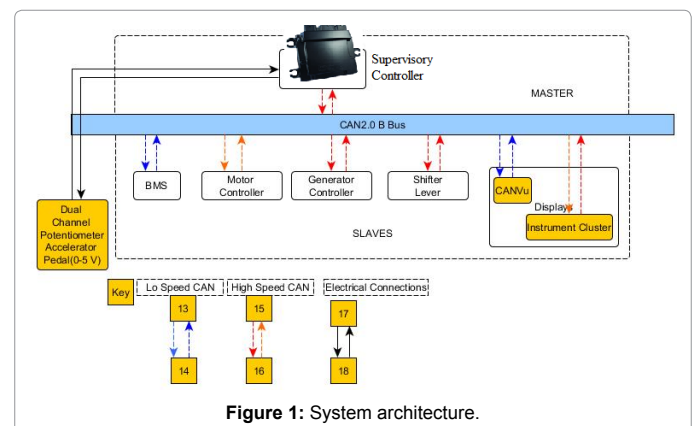 Supervisory
Controller
MASTER
CAN2.0 B Bus
BMS
Motor
Controller
Generator
Controller
Shifter
Lever
CANVu
Displays
Instrument Cluster
SLAVES
Dual
Channel
Potentiometer
Accelerator
Pedal(0-5 V)
Key
Lo Speed CAN
High Speed CAN
Electrical Connections
13
15
17
14
16
18
Figure 1: System architecture.